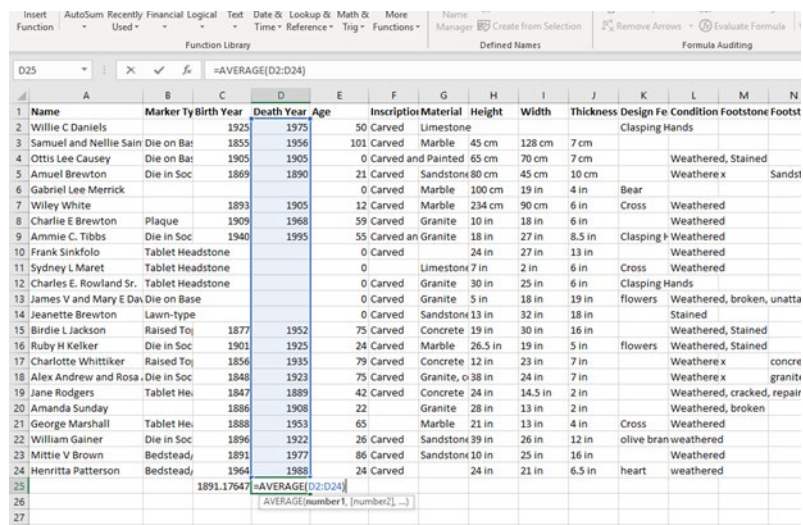 Insert AutoSum Recently Financial Logical Text Date & Lookup & Math & More Name Create from Selection Remove Arrows Evaluate Formula
Function Used Time Reference Trig Functions Manager
Function Library Defined Names Formula Auditing
D25 fx =AVERAGE(D2:D24)
A B C D E F G H I J K L M N
1 Name Marker Ty Birth Year Death Year Age Inscription Material Height Width Thickness Design Fe Condition Footstone Footst
2 Willie C Daniels 1925 1975 50 Carved Limestone Clasping Hands
3 Samuel and Nellie Sain Die on Bas 1855 1956 101 Carved Marble 45 cm 128 cm 7 cm
4 Ottis Lee Causey Die on Bas 1905 1905 0 Carved and Painted 65 cm 70 cm 7 cm Weathered, Stained
5 Amuel Brewton Die in Soc 1869 1890 21 Carved Sandstone 80 cm 45 cm 10 cm Weathere x Sandst
6 Gabriel Lee Merrick 0 Carved Marble 100 cm 19 in 4 in Bear
7 Wiley White 1893 1905 12 Carved Marble 234 cm 90 cm 6 in Cross Weathered
8 Charlie E Brewton Plaque 1909 1968 59 Carved Granite 10 in 18 in 6 in Weathered
9 Ammie C. Tibbs Die in Soc 1940 1995 55 Carved an Granite 18 in 27 in 8.5 in Clasping H Weathered
10 Frank Sinkfolo Tablet Headstone 0 Carved 24 in 27 in 13 in Weathered
11 Sydney L Maret Tablet Headstone 0 Limestone 7 in 2 in 6 in Cross Weathered
12 Charles E. Rowland Sr. Tablet Headstone 0 Carved Granite 30 in 25 in 6 in Clasping Hands
13 James V and Mary E Dav Die on Base 0 Carved Granite 5 in 18 in 19 in flowers Weathered, broken, unatta
14 Jeanette Brewton Lawn-type 0 Carved Sandstone 13 in 32 in 18 in Stained
15 Birdie L Jackson Raised Top 1877 1952 75 Carved Concrete 19 in 30 in 16 in Weathered, Stained
16 Ruby H Kelker Die in Soc 1901 1925 24 Carved Marble 26.5 in 19 in 5 in flowers Weathered, Stained
17 Charlotte Whittiker Raised Top 1856 1935 79 Carved Concrete 12 in 23 in 7 in Weathere x concre
18 Alex Andrew and Rosa Die in Soc 1848 1923 75 Carved Granite, c 38 in 24 in 7 in Weathere x granite
19 Jane Rodgers Tablet Hea 1847 1889 42 Carved Concrete 24 in 14.5 in 2 in Weathered, cracked, repair
20 Amanda Sunday 1886 1908 22 Granite 28 in 13 in 2 in Weathered, broken
21 George Marshall Tablet Hea 1888 1953 65 Marble 21 in 13 in 4 in Cross Weathered
22 William Gainer Die in Soc 1896 1922 26 Carved Sandstone 39 in 26 in 12 in olive bran weathered
23 Mittie V Brown Bedstead/ 1891 1977 86 Carved Sandstone 10 in 25 in 16 in Weathered
24 Henritta Patterson Bedstead/ 1964 1988 24 Carved 24 in 21 in 6.5 in heart weathered
25 1891.17647 =AVERAGE(D2:D24)
26 AVERAGE(number1, [number2], ...)
27